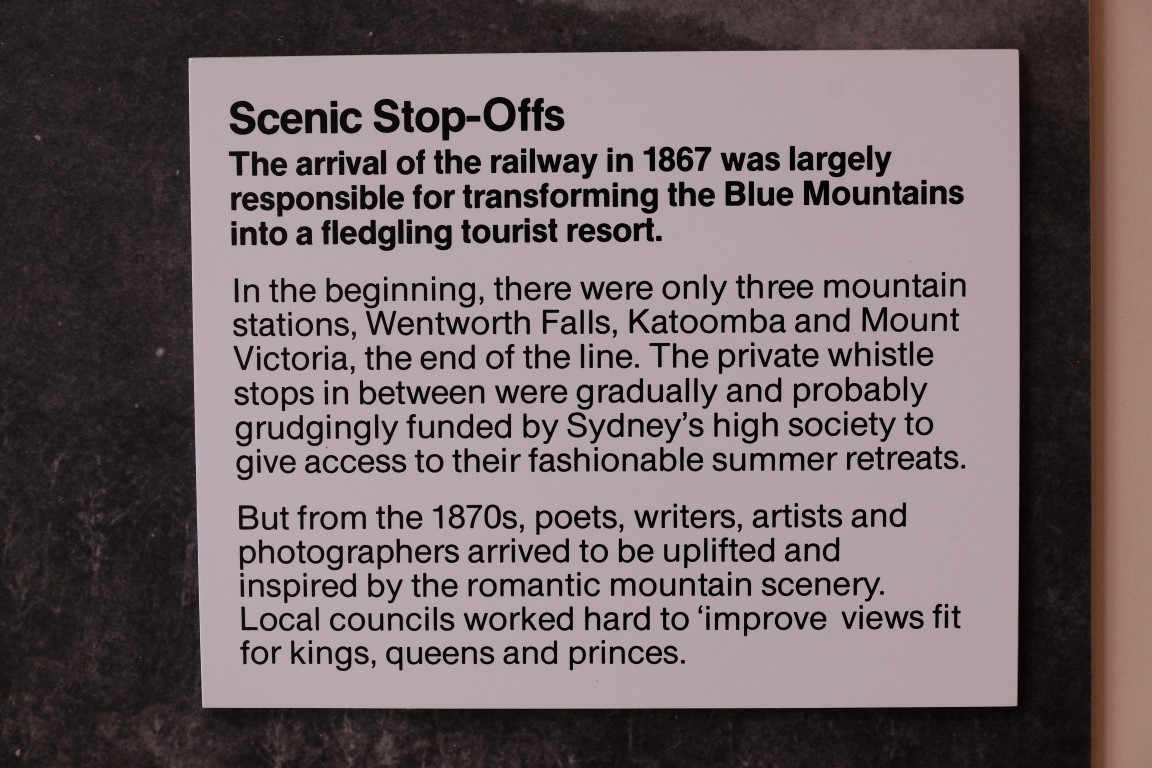 Scenic Stop-Offs
The arrival of the railway in 1867 was largely
responsible for transforming the Blue Mountains
into a fledgling tourist resort.
In the beginning, there were only three mountain
stations, Wentworth Falls, Katoomba and Mount
Victoria, the end of the line. The private whistle
stops in between were gradually and probably
grudgingly funded by Sydney’s high society to
give access to their fashionable summer retreats.
But from the 1870s, poets, writers, artists and
photographers arrived to be uplifted and
inspired by the romantic mountain scenery.
Local councils worked hard to ‘improve  views fit
for kings, queens and princes.